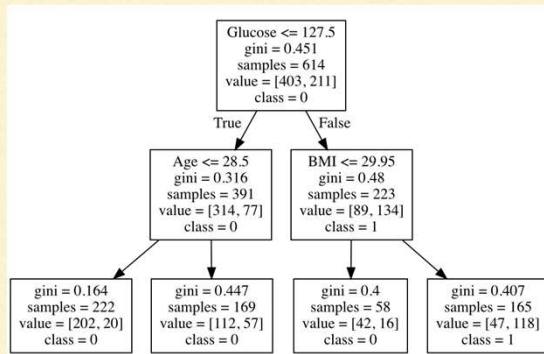 Glucose <= 127.5
gini = 0.451
samples = 614
value = [403, 211]
class = 0
True
False
Age <= 28.5
gini = 0.316
samples = 391
value = [314, 77]
class = 0
BMI <= 29.95
gini = 0.48
samples = 223
value = [89, 134]
class = 1
gini = 0.164
samples = 222
value = [202, 20]
class = 0
gini = 0.447
samples = 169
value = [112, 57]
class = 0
gini = 0.4
samples = 58
value = [42, 16]
class = 0
gini = 0.407
samples = 165
value = [47, 118]
class = 1